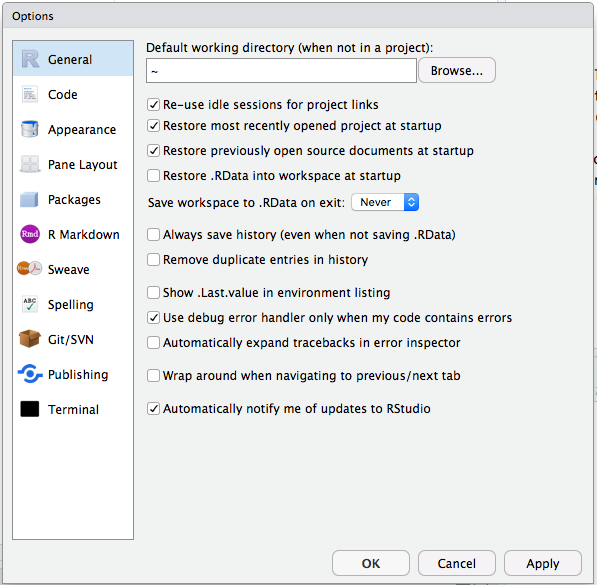 Options
General
Code
Appearance
Pane Layout
Packages
Rmd R Markdown
Sweave
ABC Spelling
Git/SVN
Publishing
Terminal
Default working directory (when not in a project):
~ Browse...
Re-use idle sessions for project links
Restore most recently opened project at startup
Restore previously open source documents at startup
Restore .RData into workspace at startup
Save workspace to .RData on exit: Never
Always save history (even when not saving .RData)
Remove duplicate entries in history
Show .Last.value in environment listing
Use debug error handler only when my code contains errors
Automatically expand tracebacks in error inspector
Wrap around when navigating to previous/next tab
Automatically notify me of updates to RStudio
OK Cancel Apply